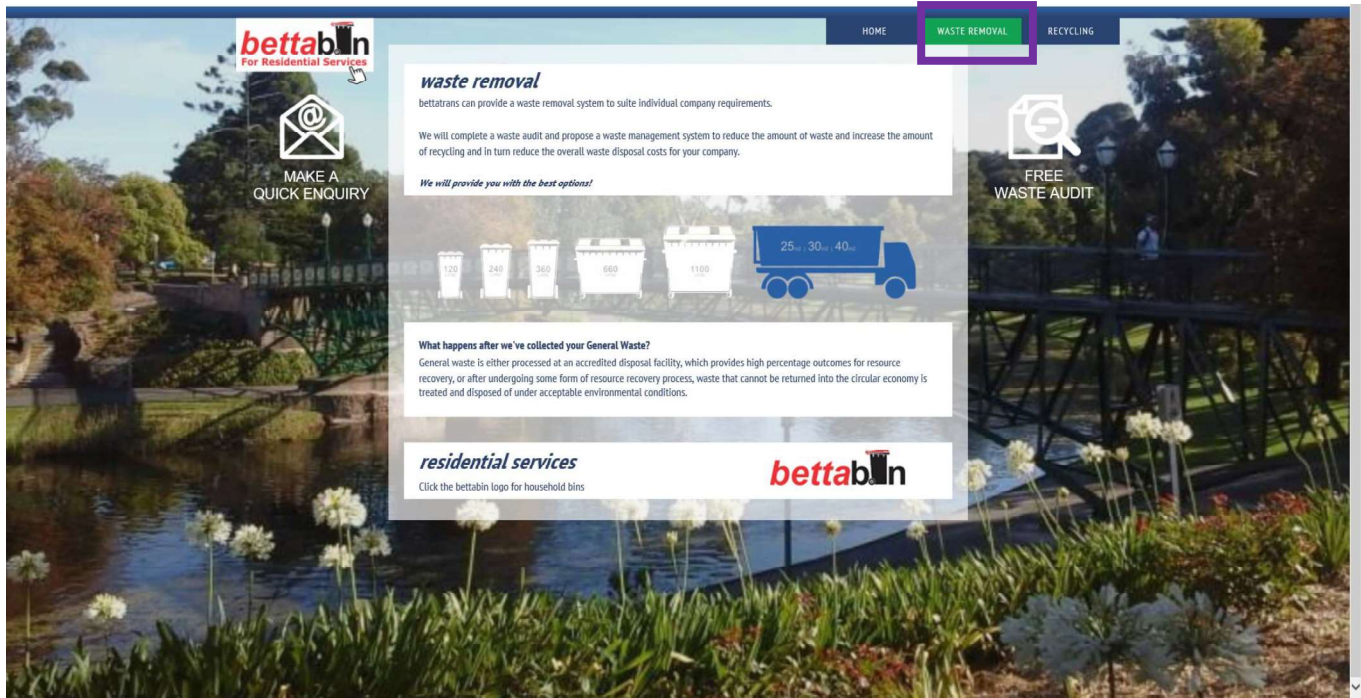 bettabin
For Residential Services
HOME
WASTE REMOVAL
RECYCLING
MAKE A
QUICK ENQUIRY
FREE
WASTE AUDIT
waste removal
bettatrans can provide a waste removal system to suite individual company requirements.
We will complete a waste audit and propose a waste management system to reduce the amount of waste and increase the amount
of recycling and in turn reduce the overall waste disposal costs for your company.
We will provide you with the best options!
120
240
360
660
1100
25m3 | 30m3 | 40m3
What happens after we've collected your General Waste?
General waste is either processed at an accredited disposal facility, which provides high percentage outcomes for resource
recovery, or after undergoing some form of resource recovery process, waste that cannot be returned into the circular economy is
treated and disposed of under acceptable environmental conditions.
residential services
Click the bettabin logo for household bins
bettabin